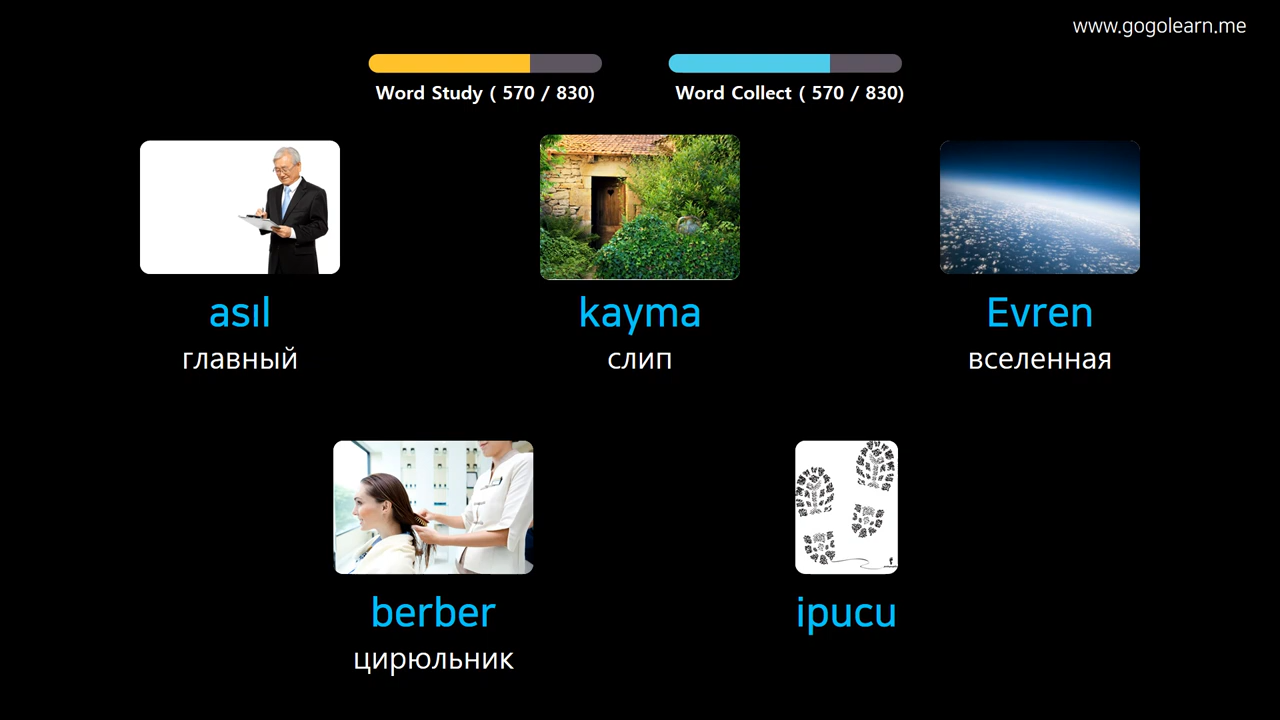 www.gogolearn.me
Word Study ( 570 / 830)
Word Collect ( 570 / 830)
asıl
главный
kayma
слип
Evren
вселенная
berber
цирюльник
ipucu